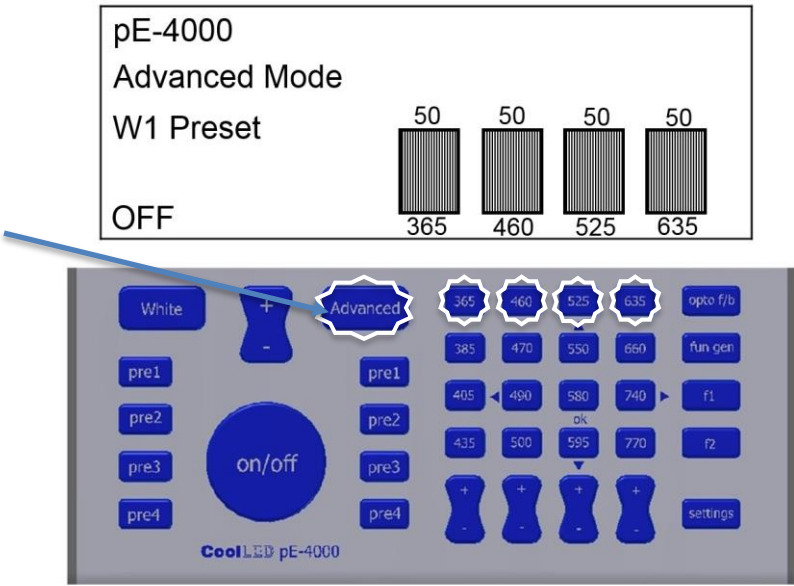 pE-4000
Advanced Mode
W1 Preset
50 50 50 50
OFF
365 460 525 635
White + Advanced 365 460 525 635 opto f/b
-
385 470 550 660 fun gen
pre1 pre1
405 490 580 740 f1
pre2 pre2
ok
435 500 595 770 f2
on/off
pre3 pre3
+ + + +
pre4 pre4 settings
- - - -
CoolLED pE-4000